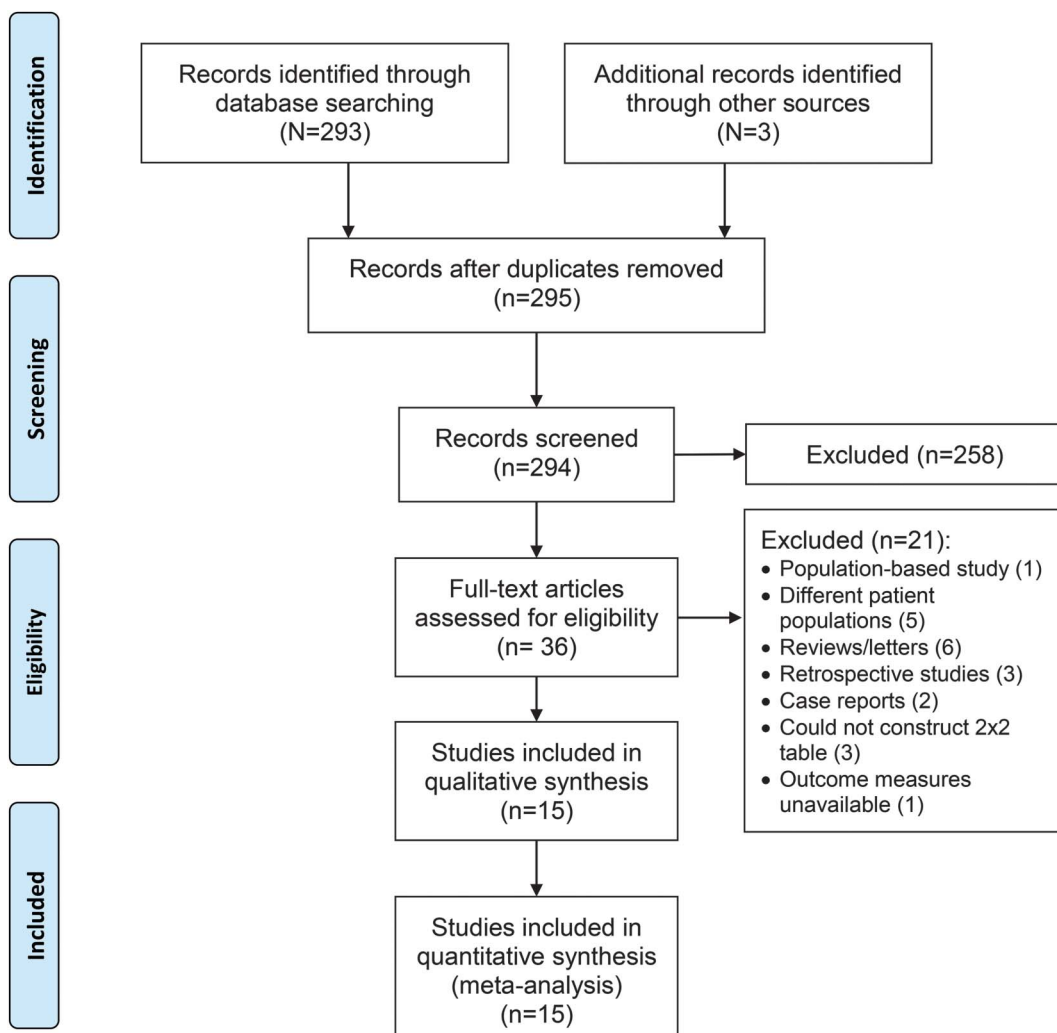 Identification
Records identified through
database searching
(N=293)
Additional records identified
through other sources
(N=3)
Records after duplicates removed
(n=295)
Screening
Records screened
(n=294)
Excluded (n=258)
Eligibility
Full-text articles
assessed for eligibility
(n= 36)
Excluded (n=21):
• Population-based study (1)
• Different patient
populations (5)
• Reviews/letters (6)
• Retrospective studies (3)
• Case reports (2)
• Could not construct 2x2
table (3)
• Outcome measures
unavailable (1)
Studies included in
qualitative synthesis
(n=15)
Included
Studies included in
quantitative synthesis
(meta-analysis)
(n=15)